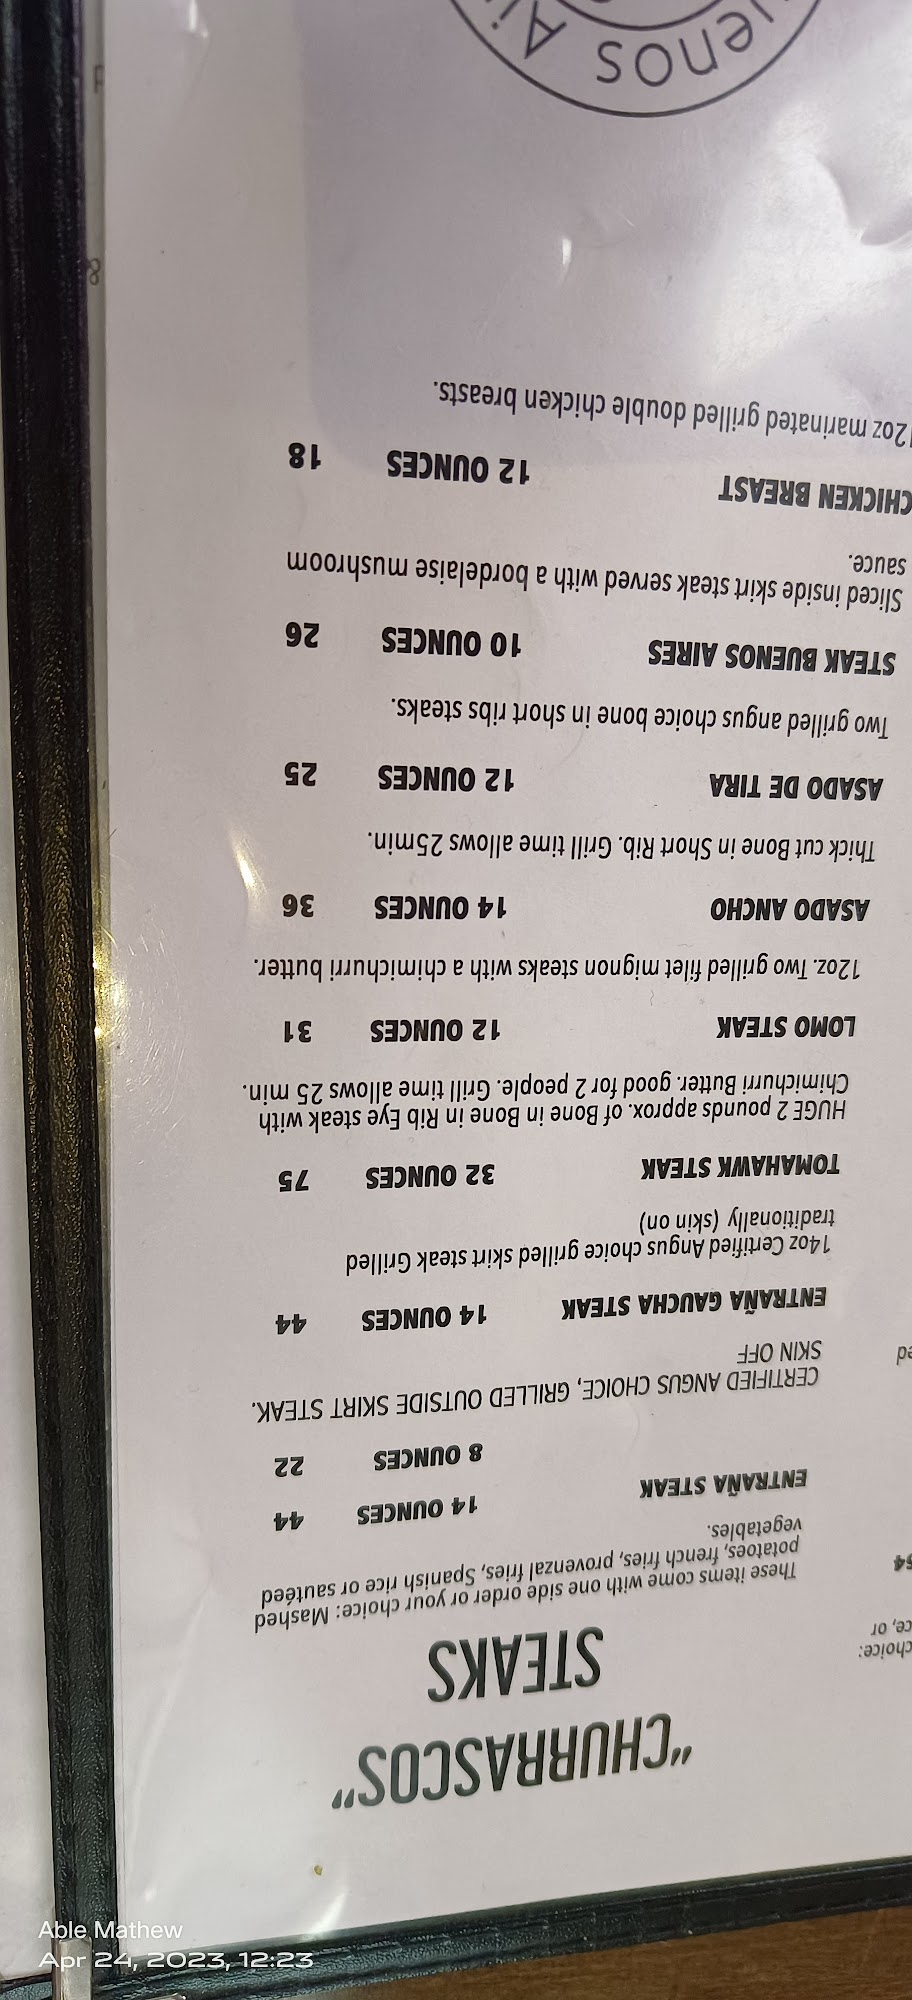 "CHURRASCOS"
STEAKS
These items come with one side order or your choice: Mashed
potatoes, french fries, provenzal fries, Spanish rice or sautéed
vegetables.
ENTRAÑA STEAK 14 OUNCES 44
8 OUNCES 22
CERTIFIED ANGUS CHOICE, GRILLED OUTSIDE SKIRT STEAK.
SKIN OFF
ENTRAÑA GAUCHA STEAK 14 OUNCES 44
14oz Certified Angus choice grilled skirt steak Grilled
traditionally (skin on)
TOMAHAWK STEAK 32 OUNCES 75
HUGE 2 pounds approx. of Bone in Bone in Rib Eye steak with
Chimichurri Butter. good for 2 people. Grill time allows 25 min.
LOMO STEAK 12 OUNCES 31
12oz. Two grilled filet mignon steaks with a chimichurri butter.
ASADO ANCHO 14 OUNCES 36
Thick cut Bone in Short Rib. Grill time allows 25min.
ASADO DE TIRA 12 OUNCES 25
Two grilled angus choice bone in short ribs steaks.
STEAK BUENOS AIRES 10 OUNCES 26
Sliced inside skirt steak served with a bordelaise mushroom
sauce.
CHICKEN BREAST 12 OUNCES 18
12oz marinated grilled double chicken breasts.
uenos Ai
choice:
ce, or
54
ed
&
Able Mathew
Apr 24, 2023, 12:23